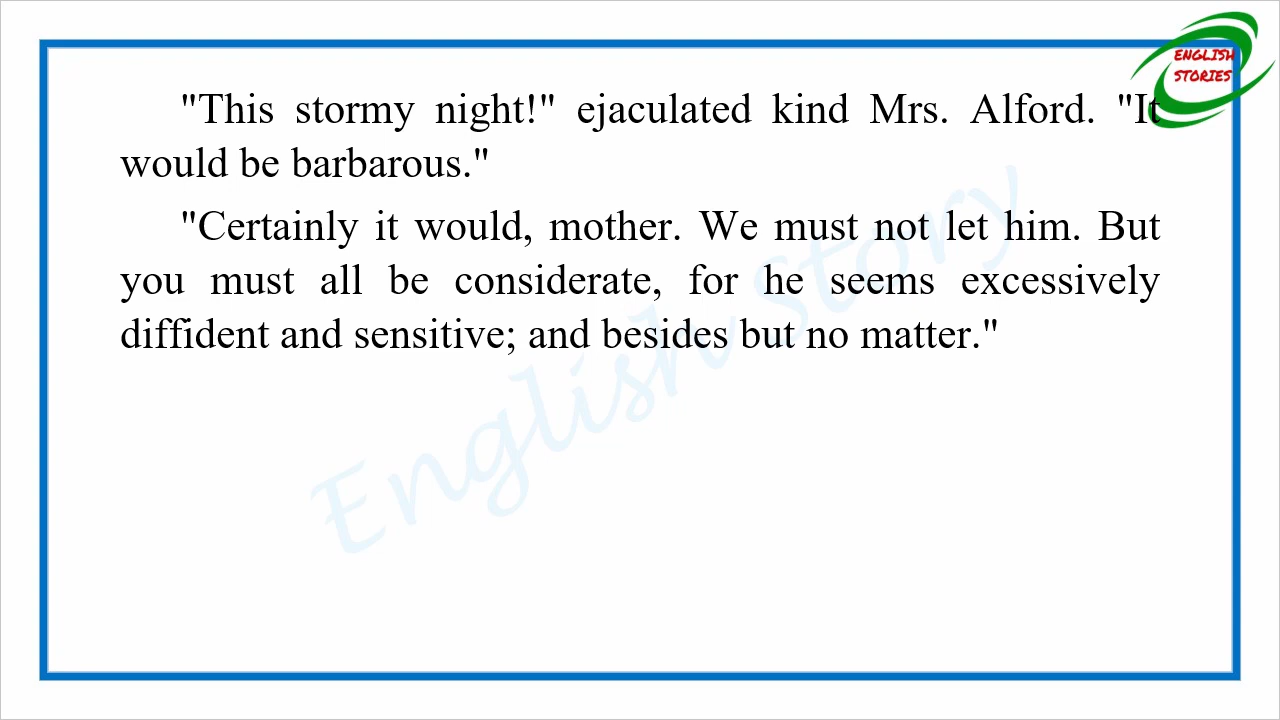 ENGLISH
STORIES
"This stormy night!" ejaculated kind Mrs. Alford. "It
would be barbarous."
"Certainly it would, mother. We must not let him. But
you must all be considerate, for he seems excessively
diffident and sensitive; and besides but no matter."
English Story